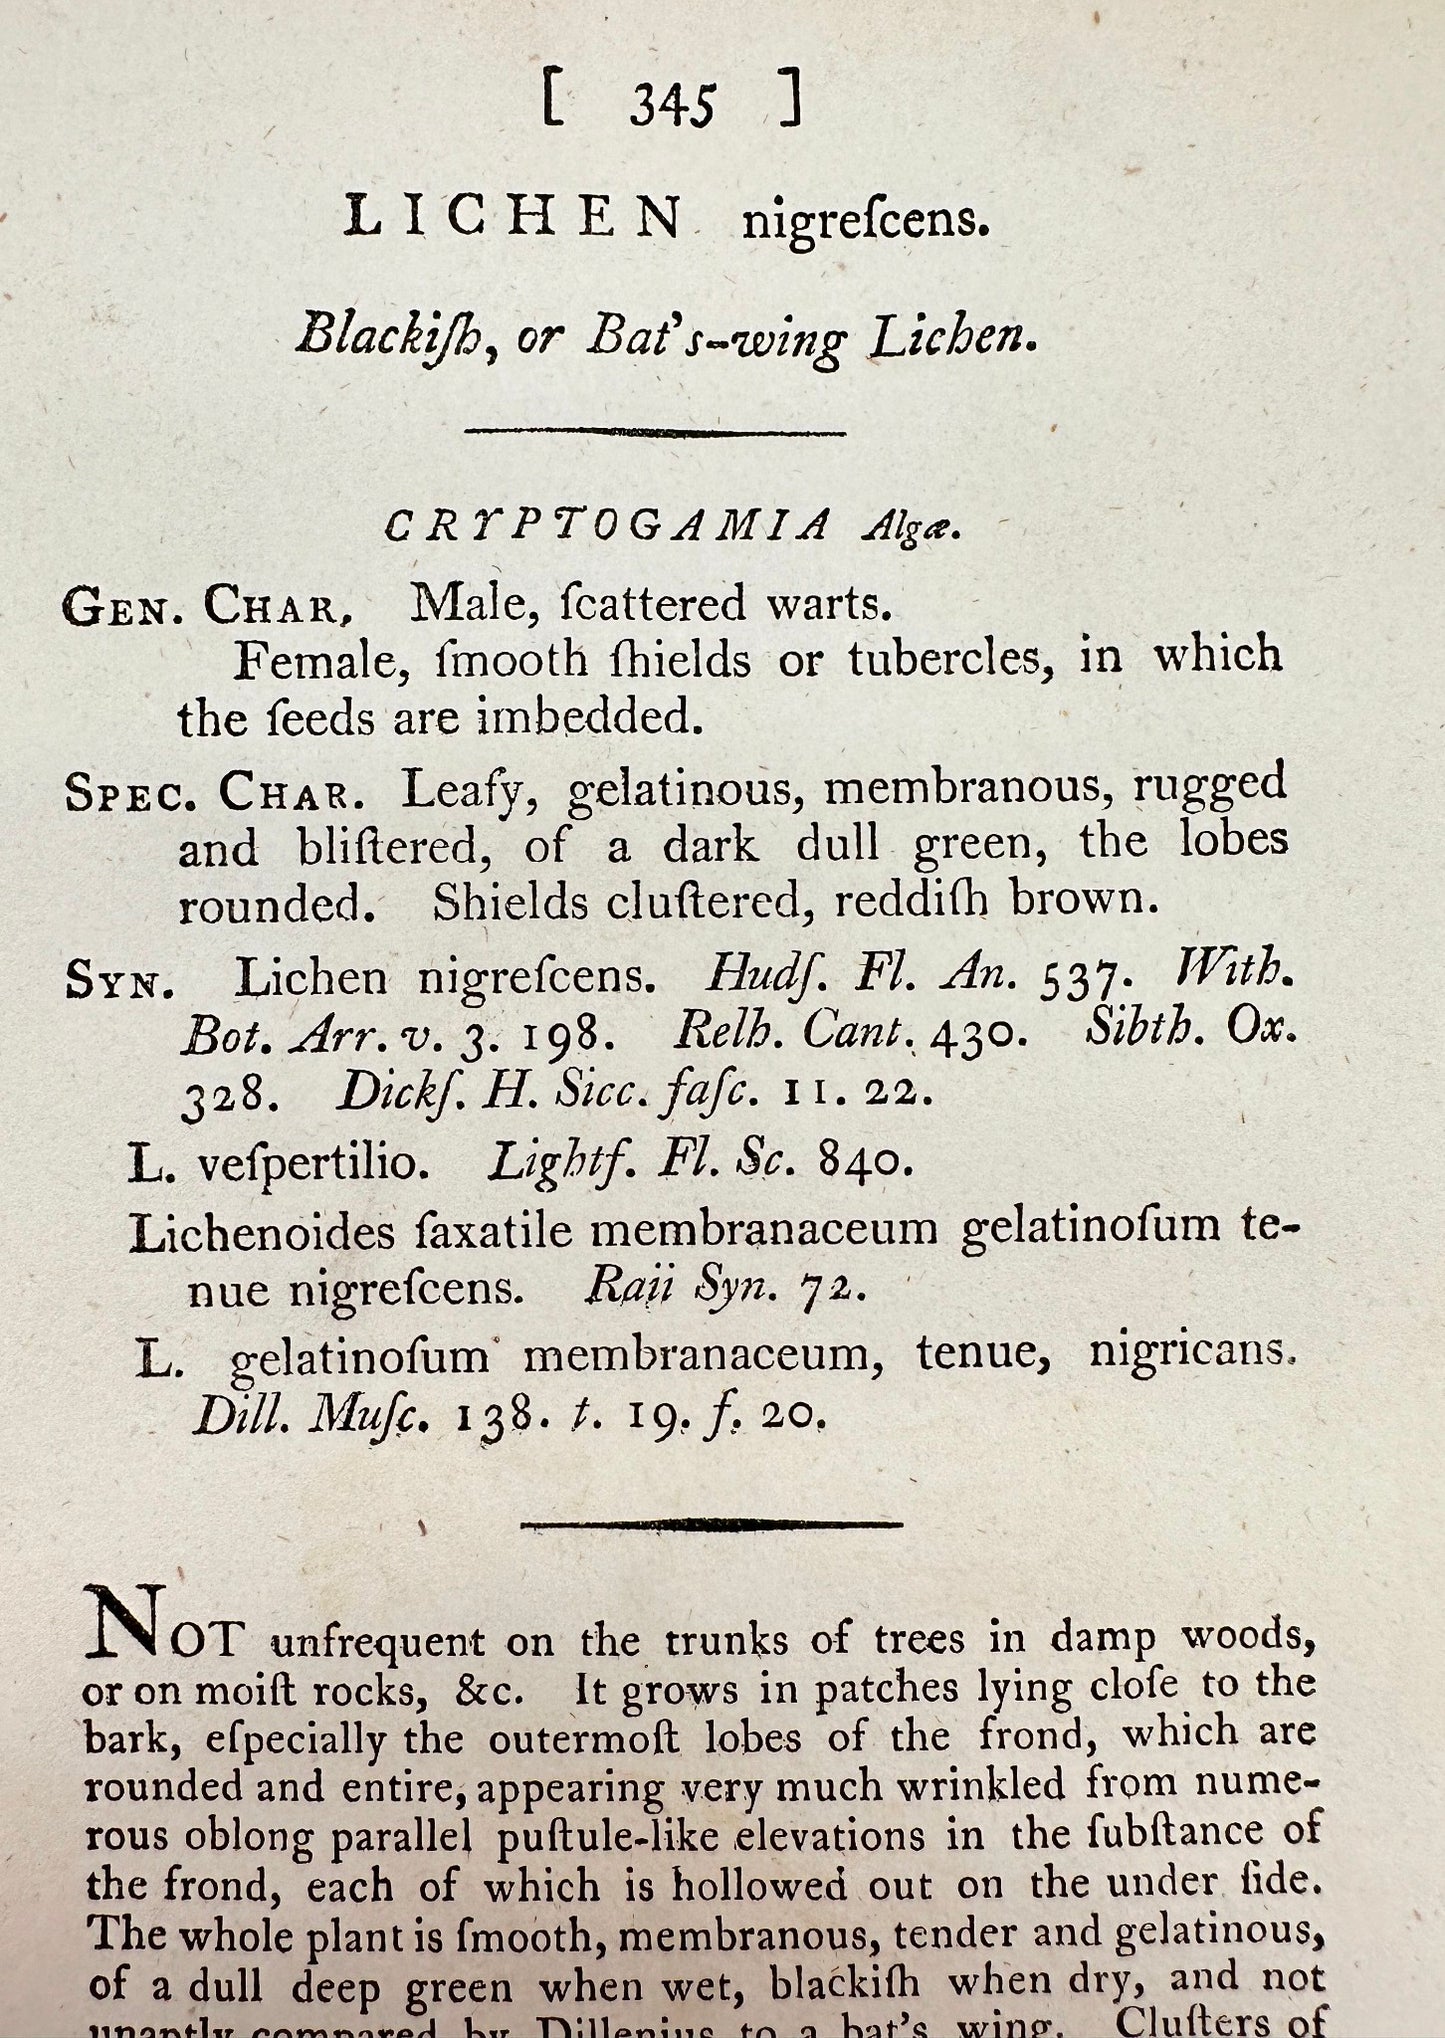 [ 345 ]
LICHEN nigreſcens.
Blackiſh, or Bat's-wing Lichen.
CRYPTOGAMIA Algæ.
GEN. CHAR. Male, ſcattered warts.
Female, ſmooth ſhields or tubercles, in which
the ſeeds are imbedded.
SPEC. CHAR. Leafy, gelatinous, membranous, rugged
and bliſtered, of a dark dull green, the lobes
rounded. Shields cluſtered, reddiſh brown.
SYN. Lichen nigreſcens. Hudſ. Fl. An. 537. With.
Bot. Arr. v. 3. 198. Relh. Cant. 430. Sibth. Ox.
328. Dickſ. H. Sicc. faſc. 11. 22.
L. veſpertilio. Lightf. Fl. Sc. 840.
Lichenoides ſaxatile membranaceum gelatinoſum te-
nue nigreſcens. Raii Syn. 72.
L. gelatinoſum membranaceum, tenue, nigricans.
Dill. Muſc. 138. t. 19. f. 20.
NOT unfrequent on the trunks of trees in damp woods,
or on moiſt rocks, &c. It grows in patches lying cloſe to the
bark, eſpecially the outermoſt lobes of the frond, which are
rounded and entire, appearing very much wrinkled from nume-
rous oblong parallel puſtule-like elevations in the ſubſtance of
the frond, each of which is hollowed out on the under ſide.
The whole plant is ſmooth, membranous, tender and gelatinous,
of a dull deep green when wet, blackiſh when dry, and not
unaptly compared by Dillenius to a bat's wing. Cluſters of